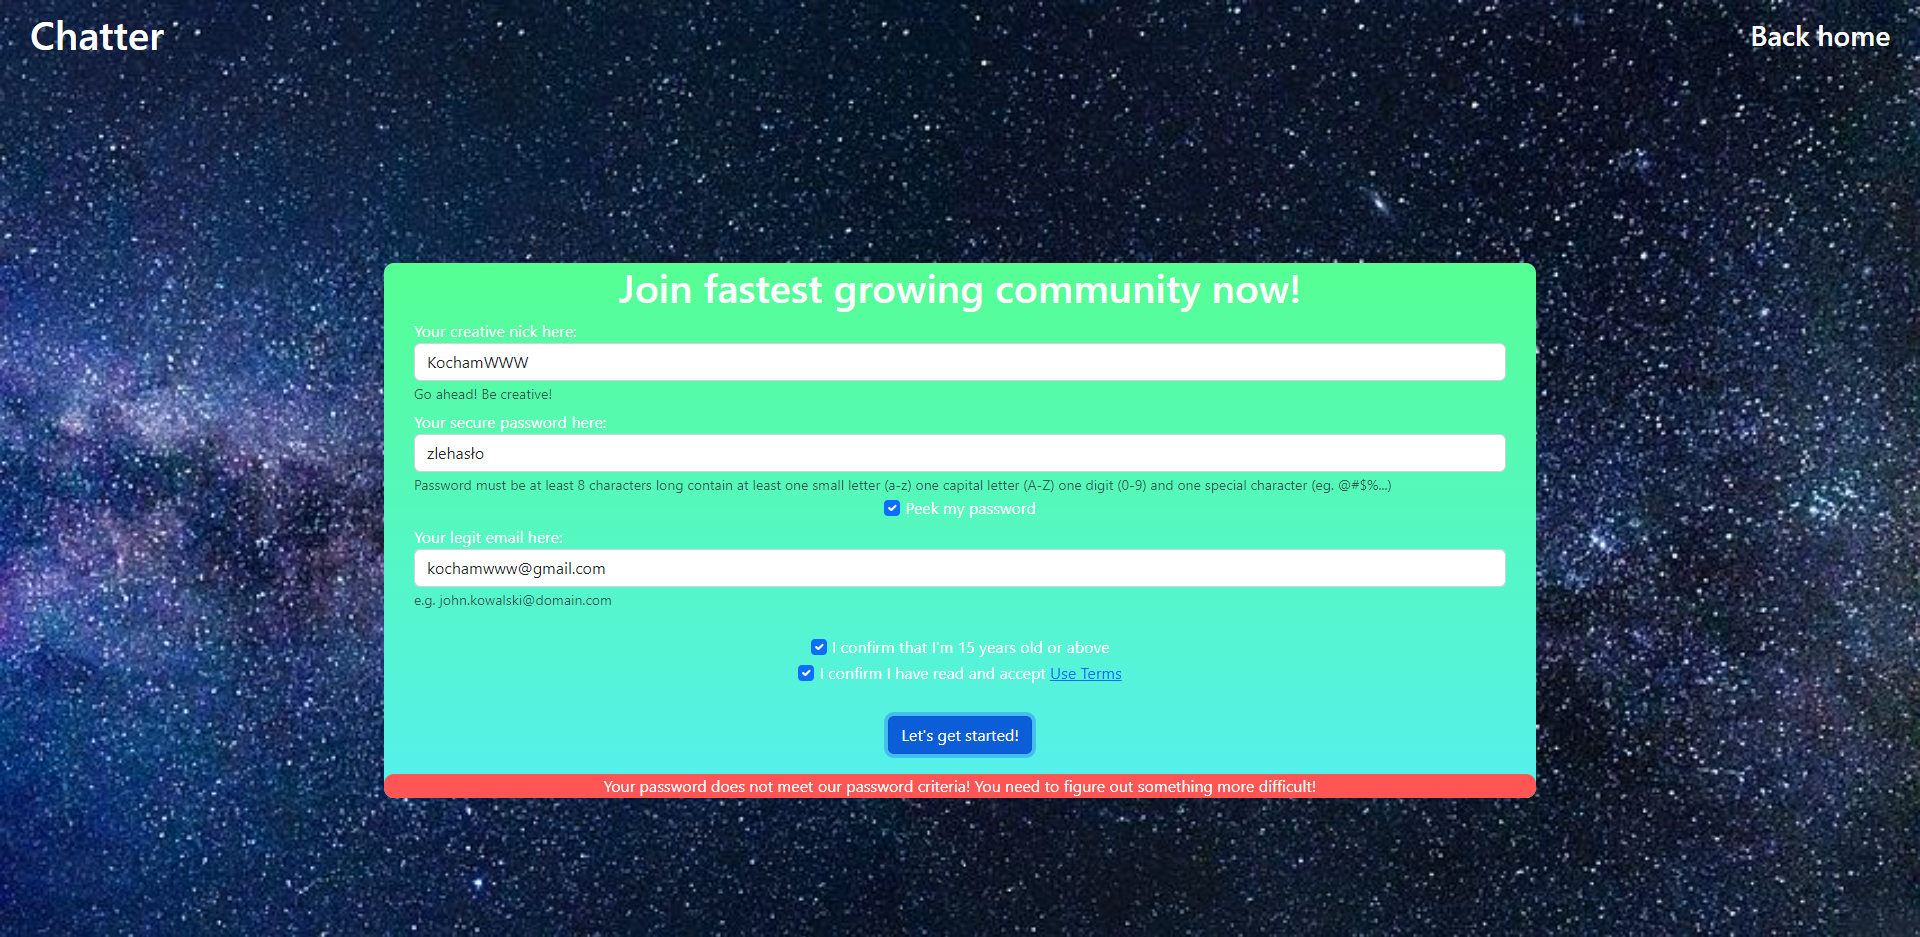 Chatter
Back home
Join fastest growing community now!
Your creative nick here:
KochamWWW
Go ahead! Be creative!
Your secure password here:
zlehasło
Password must be at least 8 characters long contain at least one small letter (a-z) one capital letter (A-Z) one digit (0-9) and one special character (eg. @#$%...)
Peek my password
Your legit email here:
kochamwww@gmail.com
e.g. john.kowalski@domain.com
I confirm that I'm 15 years old or above
I confirm I have read and accept Use Terms
Let's get started!
Your password does not meet our password criteria! You need to figure out something more difficult!